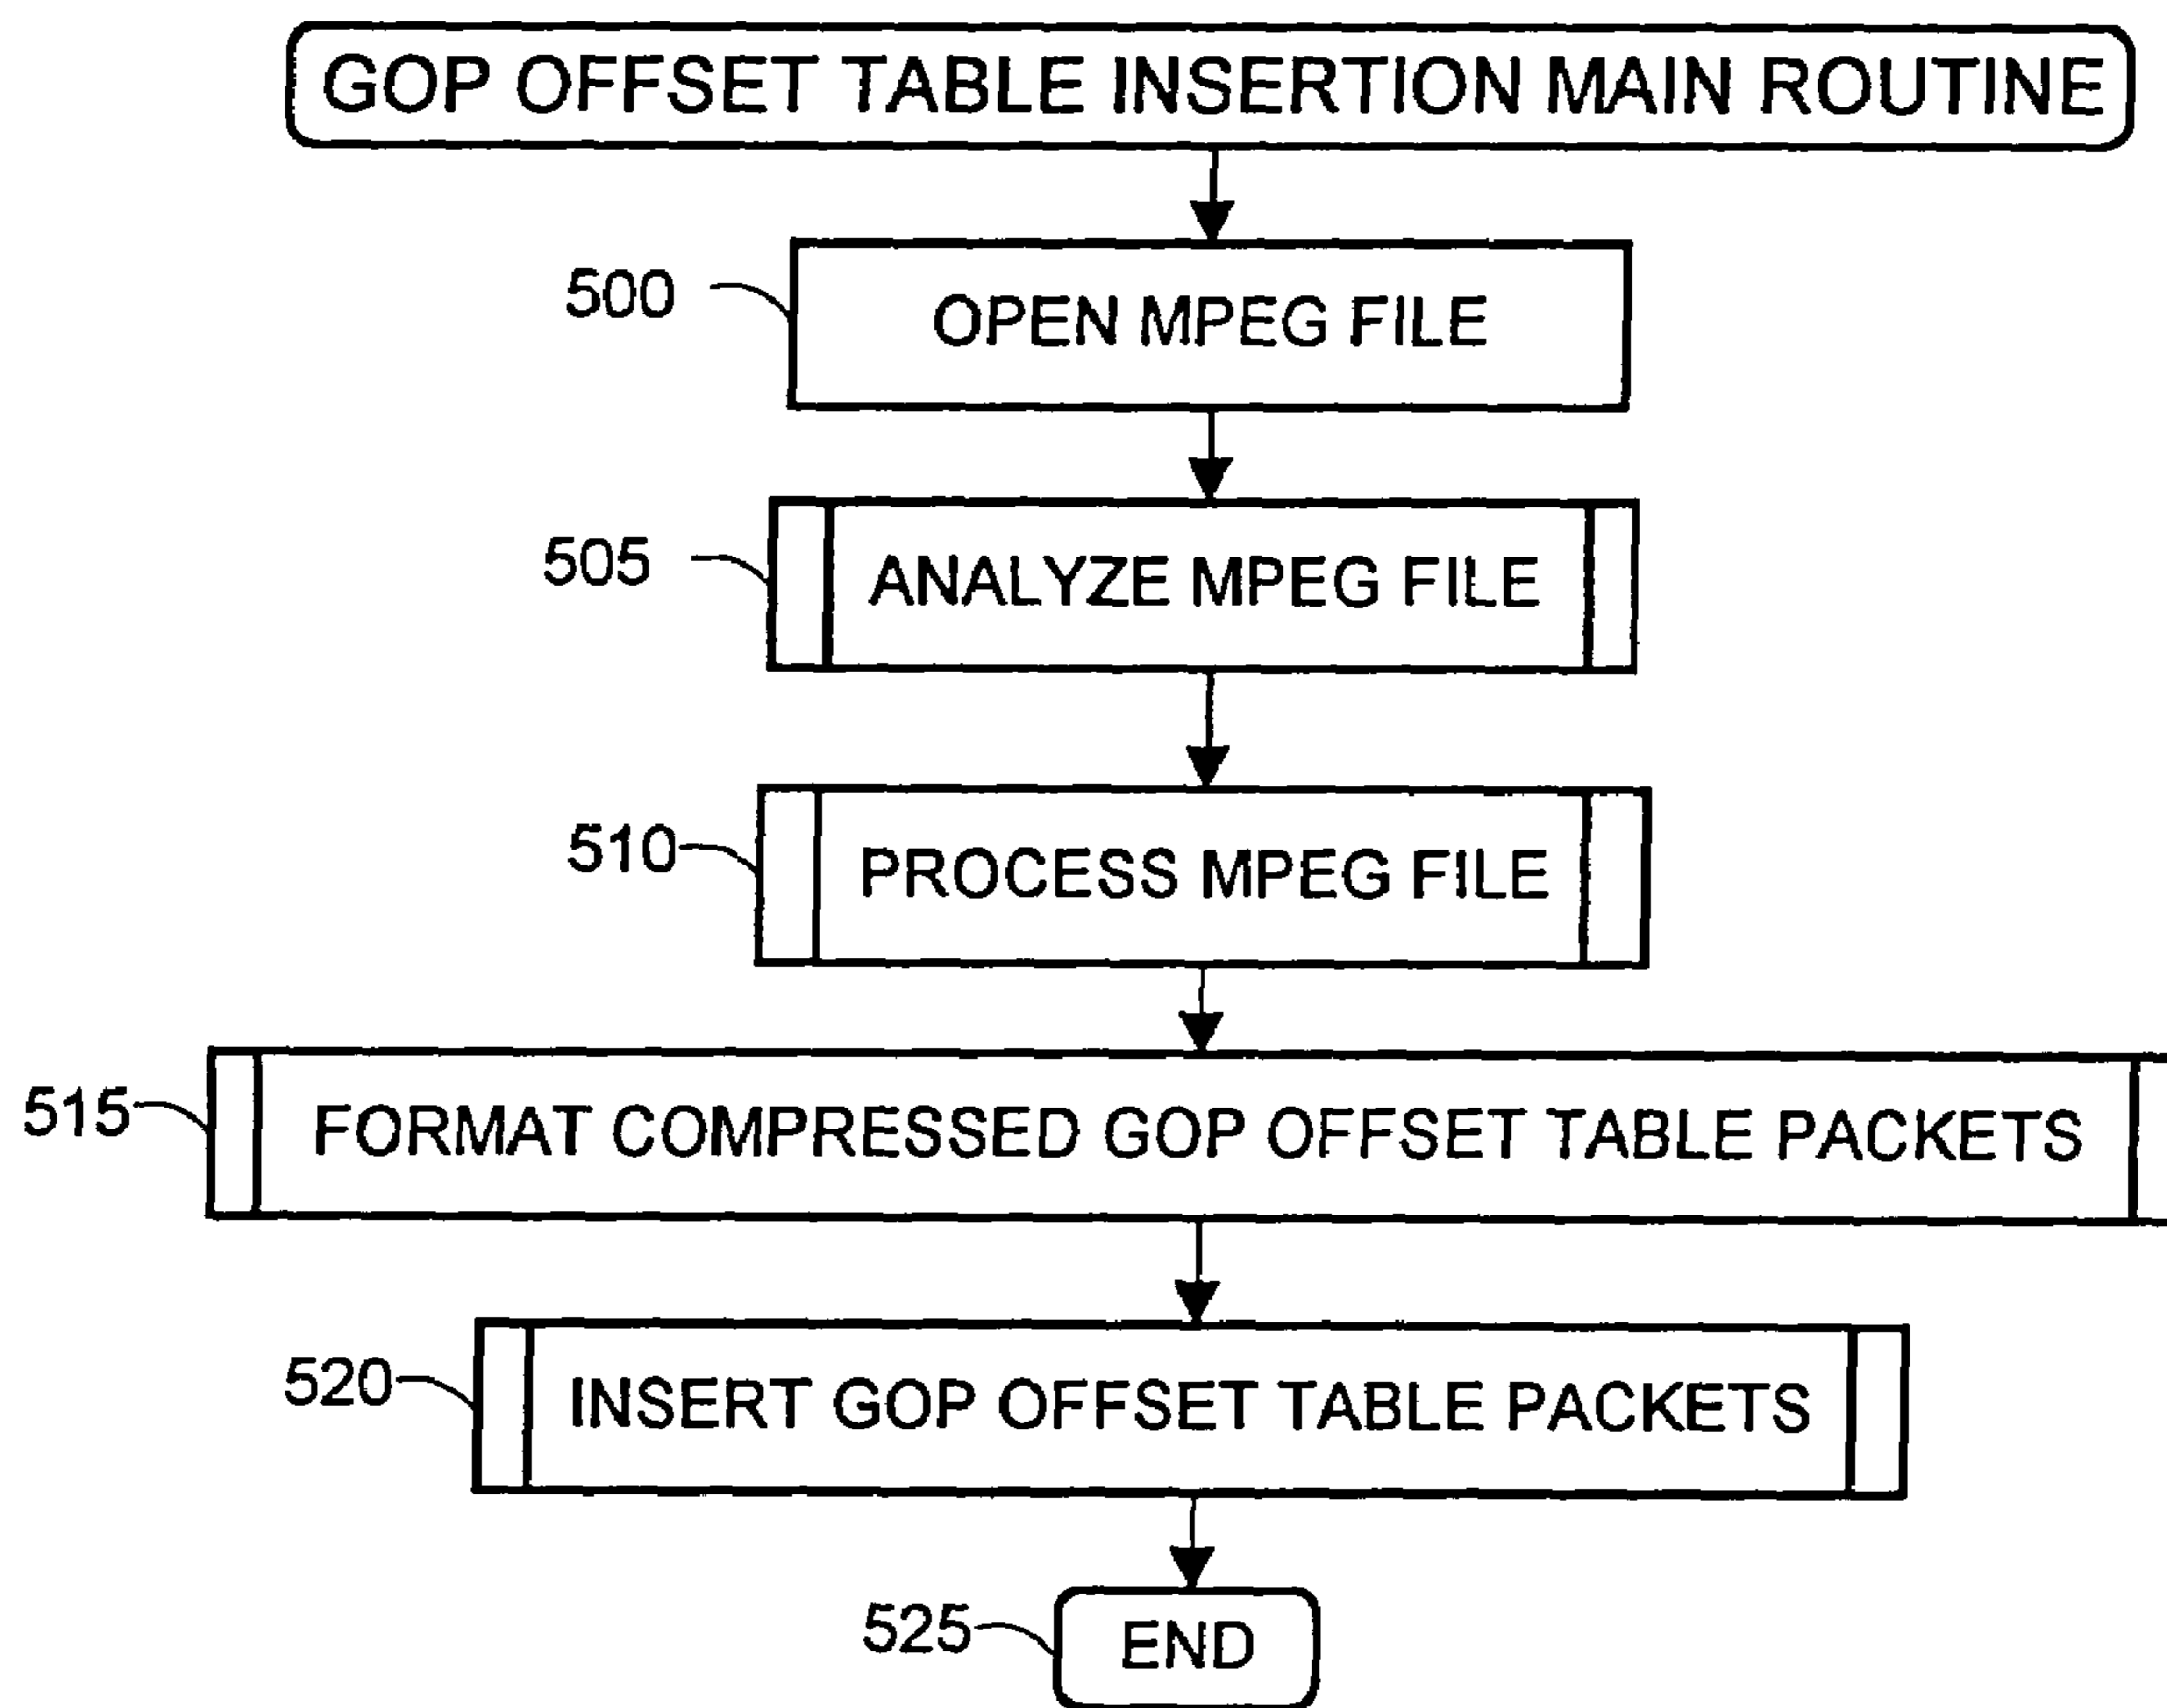 GOP OFFSET TABLE INSERTION MAIN ROUTINE
500
OPEN MPEG FILE
505
ANALYZE MPEG FILE
510
PROCESS MPEG FILE
515
FORMAT COMPRESSED GOP OFFSET TABLE PACKETS
520
INSERT GOP OFFSET TABLE PACKETS
525
END